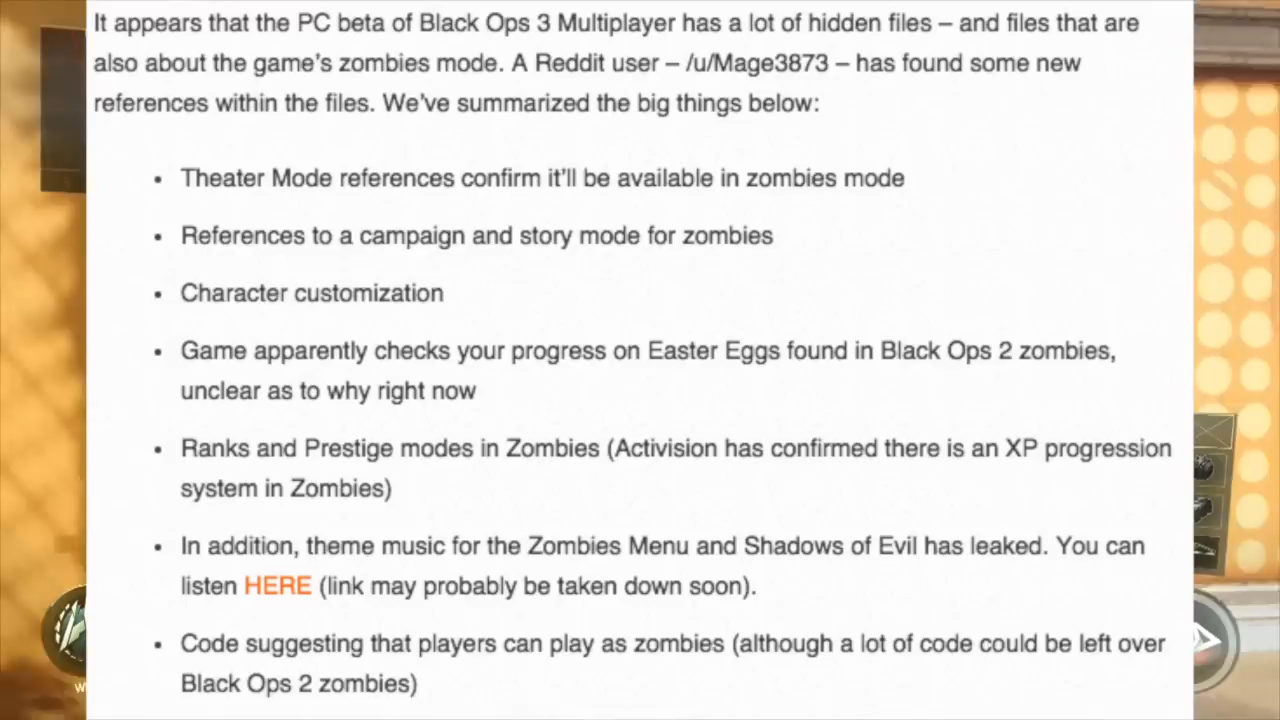 It appears that the PC beta of Black Ops 3 Multiplayer has a lot of hidden files – and files that are
also about the game's zombies mode. A Reddit user – /u/Mage3873 – has found some new
references within the files. We've summarized the big things below:
• Theater Mode references confirm it'll be available in zombies mode
• References to a campaign and story mode for zombies
• Character customization
• Game apparently checks your progress on Easter Eggs found in Black Ops 2 zombies,
unclear as to why right now
• Ranks and Prestige modes in Zombies (Activision has confirmed there is an XP progression
system in Zombies)
• In addition, theme music for the Zombies Menu and Shadows of Evil has leaked. You can
listen HERE (link may probably be taken down soon).
• Code suggesting that players can play as zombies (although a lot of code could be left over
Black Ops 2 zombies)